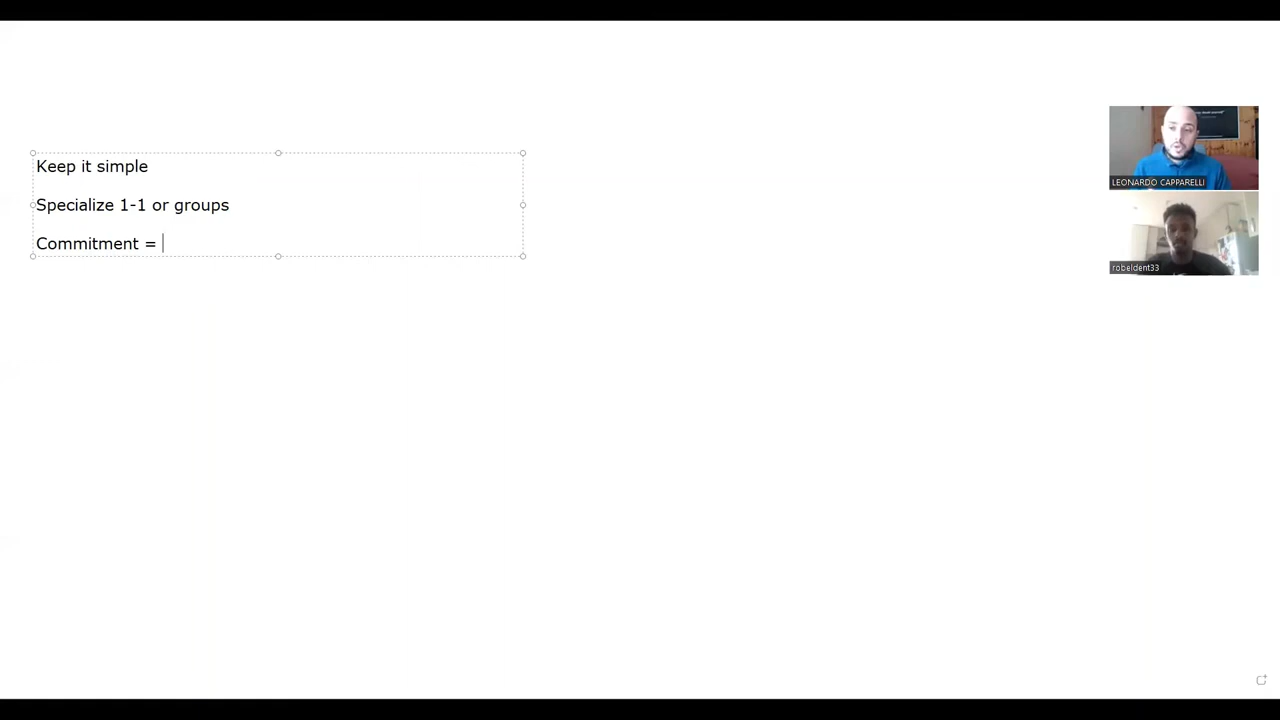 Keep it simple
Specialize 1-1 or groups
Commitment =
LEONARDO CAPPARELLI
robeldent33